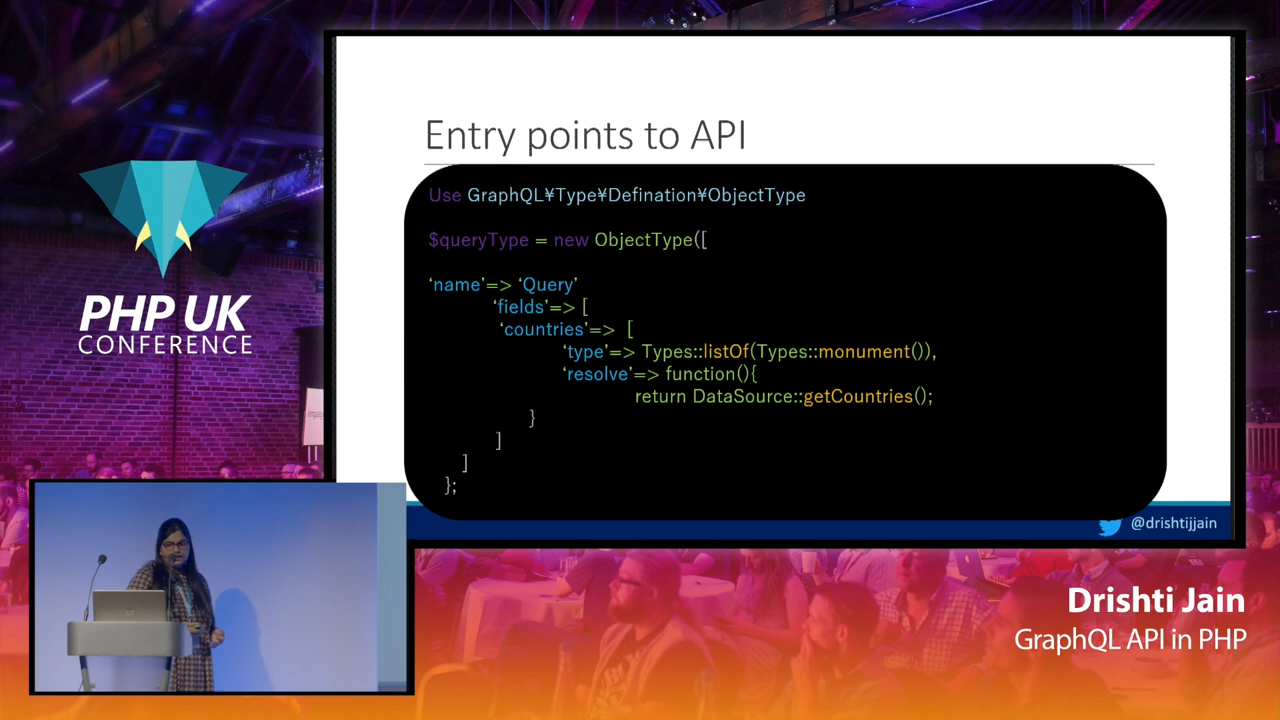 PHP UK
CONFERENCE
Entry points to API
Use GraphQL¥Type¥Defination¥ObjectType
$queryType = new ObjectType([
‘name’=> ‘Query’
‘fields’=> [
‘countries’=> [
‘type’=> Types::listOf(Types::monument()),
‘resolve’=> function(){
return DataSource::getCountries();
}
]
]
};
@drishtijjain
Drishti Jain
GraphQL API in PHP